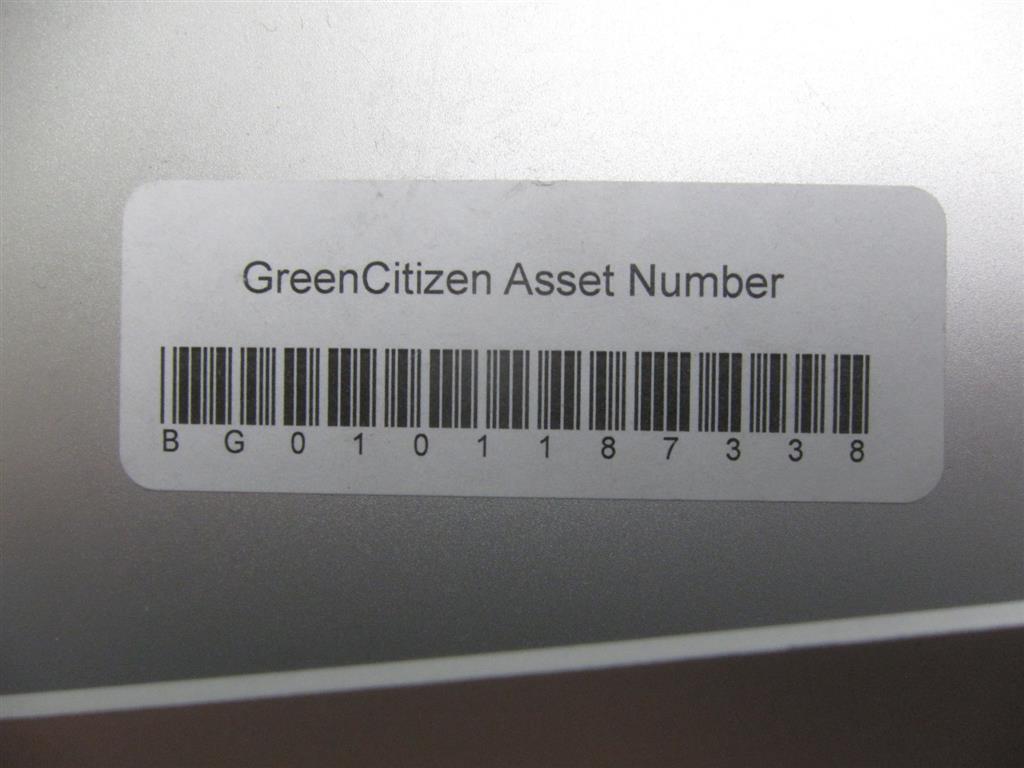 GreenCitizen Asset Number
B G 0 1 0 1 1 8 7 3 3 8